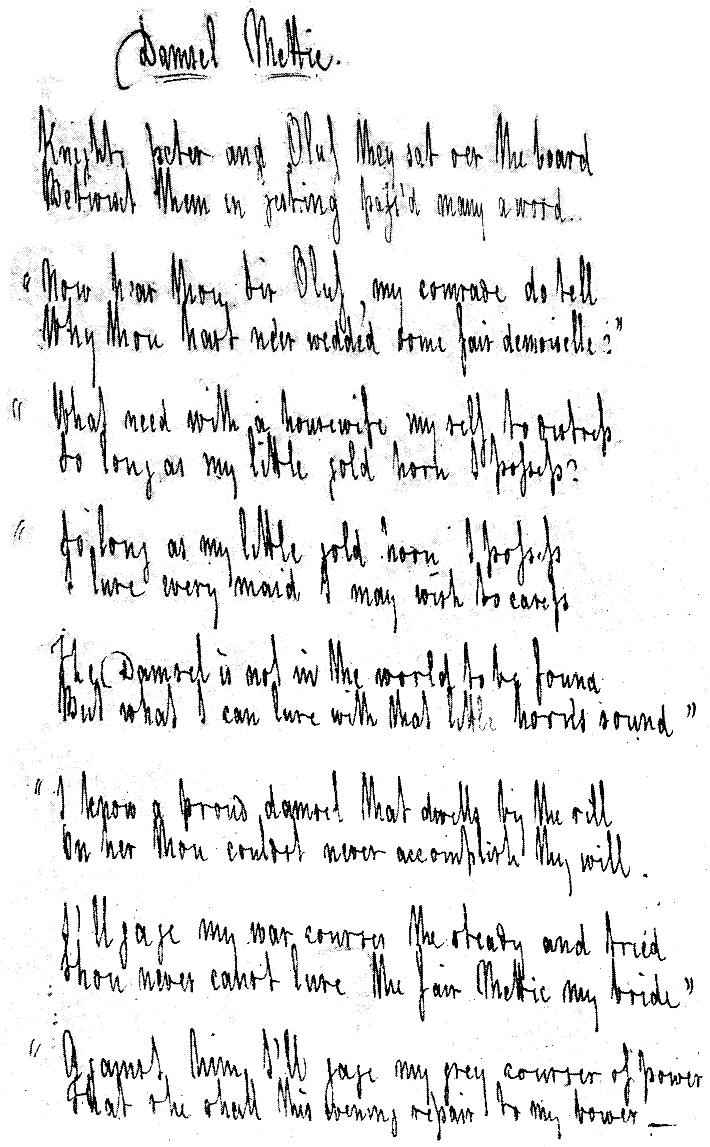 Damsel Mettie.
Knight Peter and Oluf they sat o'er the board
Betwixt them in jesting pass'd many a word.
"Now hear thou, Sir Oluf, my comrade do tell
Why thou hast ne'er wedded some fair demoiselle?"
"What need with a housewife my self to
So long as my little gold horn I possess?
"So long as my little gold horn I possess
I lure every maid I may wish to caress
The Damsel is not in the world to be found
But what I can lure with that little horn's sound"
"I know a proud damsel that dwells by the rill
On her thou couldst never accomplish thy will.
I'll gage my war courser the steady and tried
Thou never canst lure the fair Mettie my bride"
"Against him, I'll gage my grey courser of power
That she shall this evening repair to my bower—